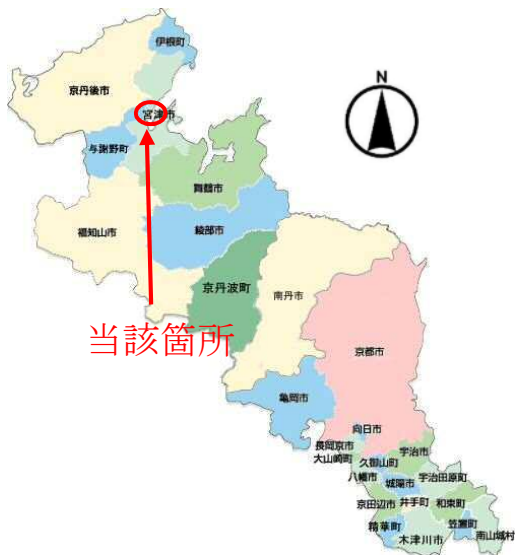 伊根町
N
京丹後市
宮津市
与謝野町
舞鶴市
福知山市
綾部市
京丹波町
南丹市
当該箇所
京都市
亀岡市
向日市
長岡京市
大山崎町
宇治市
久御山町
八幡市
宇治田原町
城陽市
京田辺市
井手町
和束町
精華町
笠置町
木津川市
南山城村